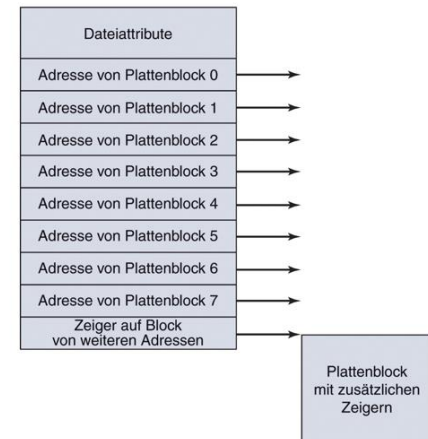 Dateiattribute
Adresse von Plattenblock 0
Adresse von Plattenblock 1
Adresse von Plattenblock 2
Adresse von Plattenblock 3
Adresse von Plattenblock 4
Adresse von Plattenblock 5
Adresse von Plattenblock 6
Adresse von Plattenblock 7
Zeiger auf Block
von weiteren Adressen
Plattenblock
mit zusätzlichen
Zeigern